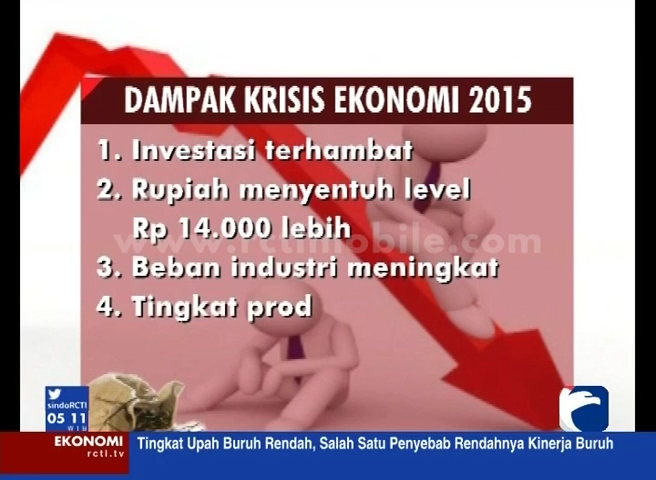 DAMPAK KRISIS EKONOMI 2015
1. Investasi terhambat
2. Rupiah menyentuh level
Rp 14.000 lebih
www.rctimobile.com
3. Beban industri meningkat
4. Tingkat prod
sindoRCTI
05 11
WIB
EKONOMI
rcti.tv
Tingkat Upah Buruh Rendah, Salah Satu Penyebab Rendahnya Kinerja Buruh